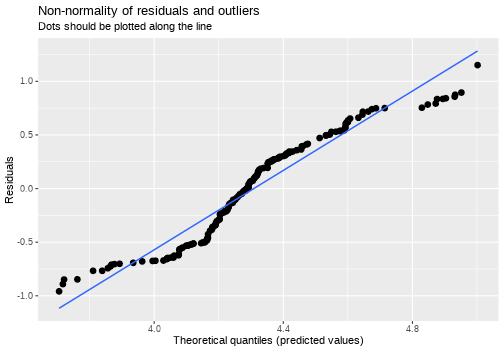 Non-normality of residuals and outliers
Dots should be plotted along the line
1.0
0.5
0.0
-0.5
-1.0
Residuals
4.0 4.4 4.8
Theoretical quantiles (predicted values)